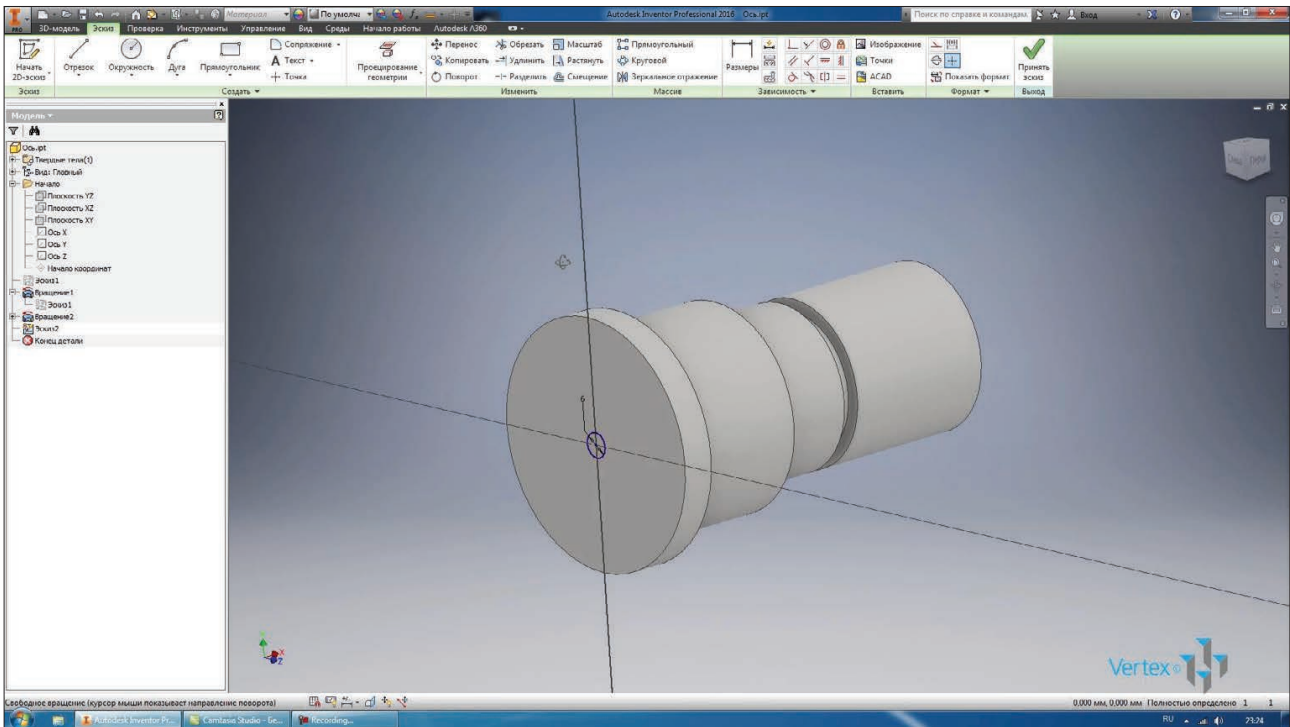 PRO
Материал
По умолч
Autodesk Inventor Professional 2016 Ось.ipt
Поиск по справке и командам
Вход
3D-модель Эскиз Проверка Инструменты Управление Вид Среды Начало работы Autodesk A360
Начать 2D-эскиз
Отрезок
Окружность
Дуга
Прямоугольник
Сопряжение
Текст
Точка
Проецирование геометрии
Перенос
Копировать
Поворот
Обрезать
Удлинить
Разделить
Масштаб
Растянуть
Смещение
Прямоугольный
Круговой
Зеркальное отражение
Размеры
Изображение
Точки
ACAD
Показать формат
Принять эскиз
Эскиз Создать Изменить Массив Зависимость Вставить Формат Выход
Модель
Ось.ipt
Твердые тела(1)
Вид: Главный
Начало
Плоскость YZ
Плоскость XZ
Плоскость XY
Ось X
Ось Y
Ось Z
Начало координат
Эскиз1
Вращение1
Эскиз1
Вращение2
Эскиз2
Конец детали
6
X
Z
Vertex
Свободное вращение (курсор мыши показывает направление поворота)
0,000 мм, 0,000 мм Полностью определено 1 1
Autodesk Inventor Pr...
Camtasia Studio - Ge...
Recording...
RU
23:24